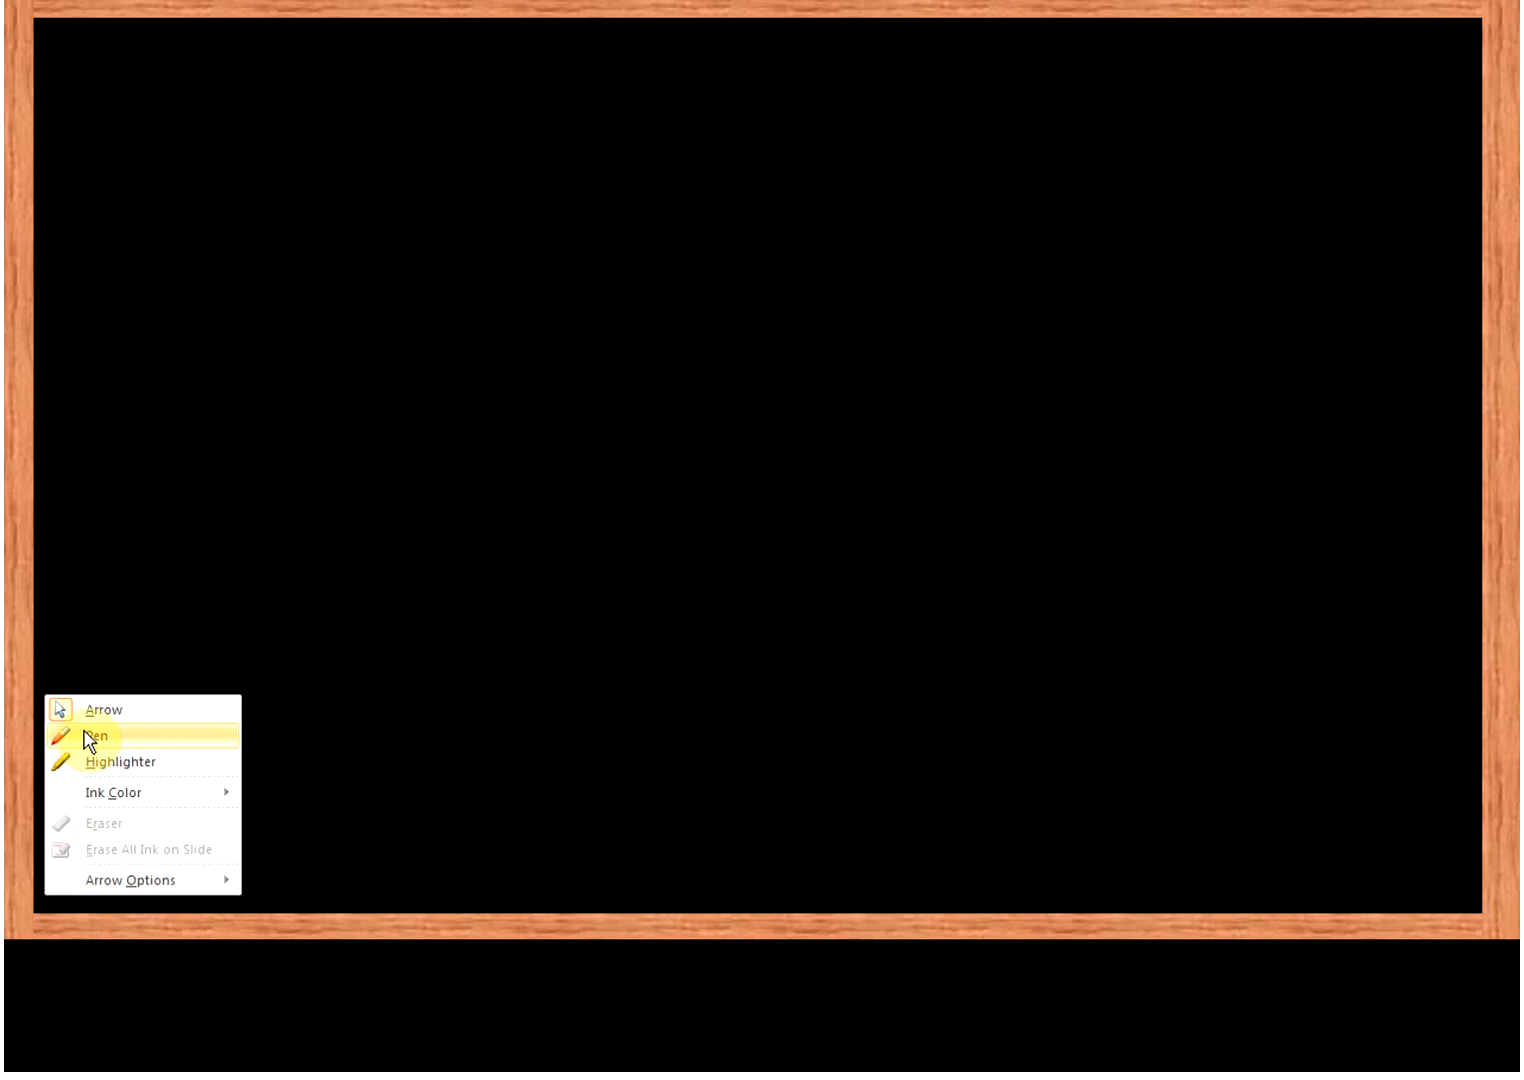 Arrow
Pen
Highlighter
Ink Color
Eraser
Erase All Ink on Slide
Arrow Options